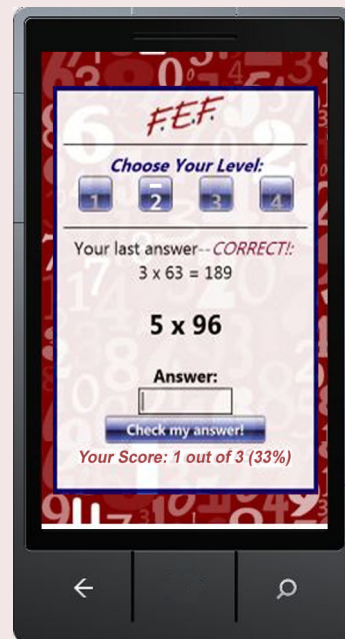 F.E.F.
Choose Your Level:
1 2 3 4
Your last answer--CORRECT!:
3 x 63 = 189
5 x 96
Answer:
Check my answer!
Your Score: 1 out of 3 (33%)